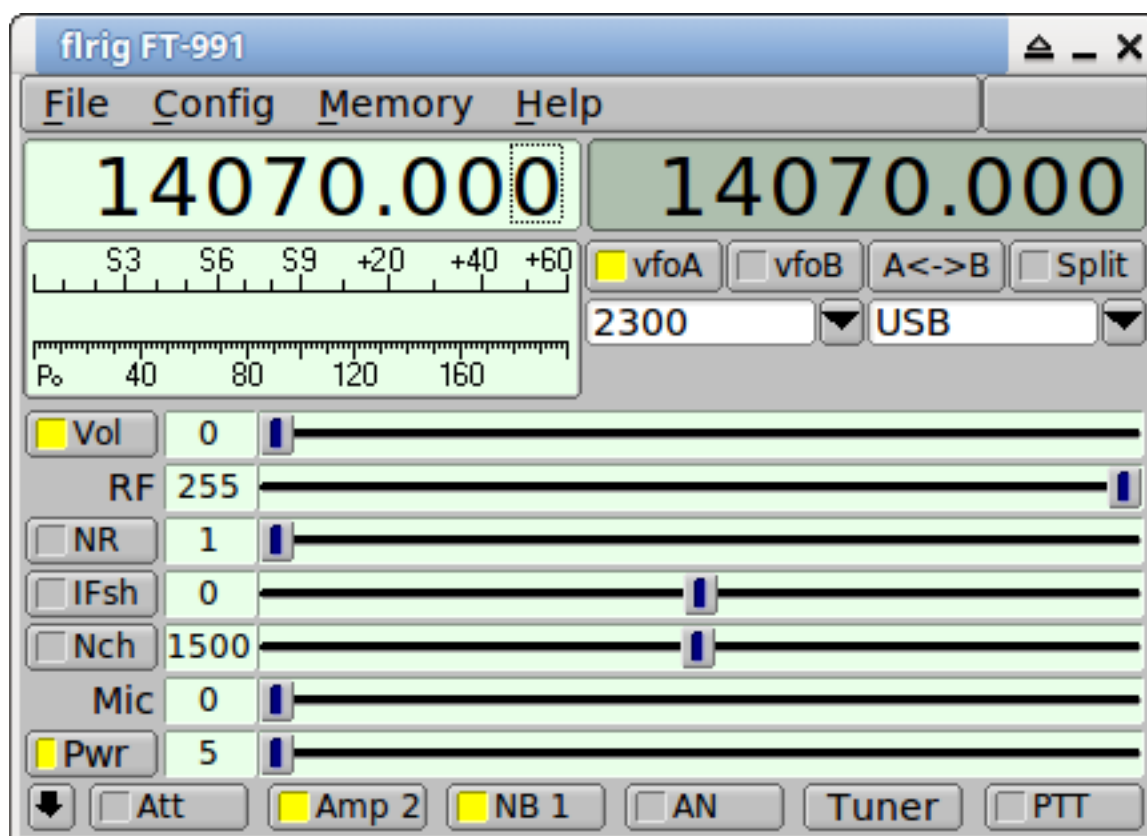 flrig FT-991
File Config Memory Help
14070.000 14070.000
S3 S6 S9 +20 +40 +60 vfoA vfoB A<->B Split
2300 USB
Po 40 80 120 160
Vol 0
RF 255
NR 1
IFsh 0
Nch 1500
Mic 0
Pwr 5
Att Amp 2 NB 1 AN Tuner PTT